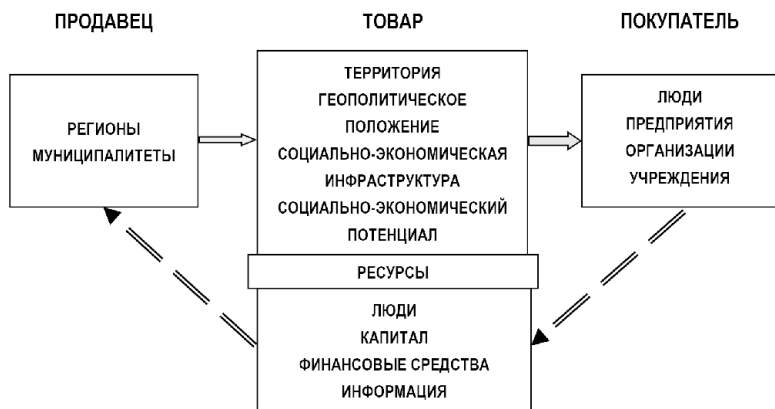 ПРОДАВЕЦ
ТОВАР
ПОКУПАТЕЛЬ
РЕГИОНЫ
МУНИЦИПАЛИТЕТЫ
ТЕРРИТОРИЯ
ГЕОПОЛИТИЧЕСКОЕ
ПОЛОЖЕНИЕ
СОЦИАЛЬНО-ЭКОНОМИЧЕСКАЯ
ИНФРАСТРУКТУРА
СОЦИАЛЬНО-ЭКОНОМИЧЕСКИЙ
ПОТЕНЦИАЛ
ЛЮДИ
ПРЕДПРИЯТИЯ
ОРГАНИЗАЦИИ
УЧРЕЖДЕНИЯ
РЕСУРСЫ
ЛЮДИ
КАПИТАЛ
ФИНАНСОВЫЕ СРЕДСТВА
ИНФОРМАЦИЯ